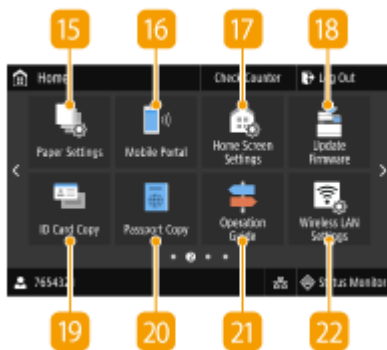 15 16 17 18
Home Check Counter Log Out
Paper Settings Mobile Portal Home Screen Settings Update Firmware
ID Card Copy Passport Copy Operation Guide Wireless LAN Settings
2
Status Monitor
19 20 21 22